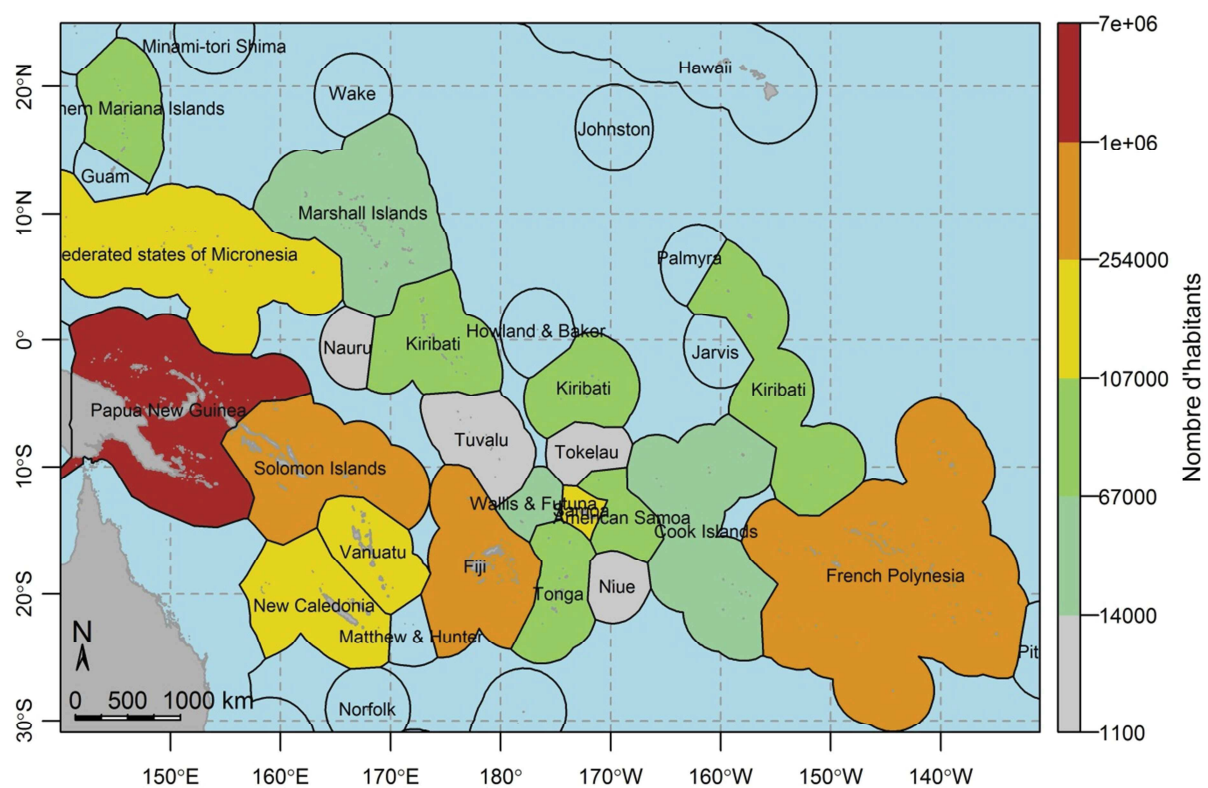 Minami-tori Shima
Hawaii
Wake
hern Mariana Islands
Johnston
Guam
Marshall Islands
ederated states of Micronesia
Palmyra
Nauru
Kiribati
Howland & Baker
Jarvis
Kiribati
Kiribati
Papua New Guinea
Tuvalu
Tokelau
Solomon Islands
Wallis & Futuna
Samoa
American Samoa
Cook Islands
Vanuatu
Fiji
French Polynesia
Niue
Tonga
New Caledonia
Matthew & Hunter
Pit
N
0 500 1000 km
Norfolk
20°N
10°N
0°
10°S
20°S
30°S
150°E 160°E 170°E 180° 170°W 160°W 150°W 140°W
7e+06
1e+06
254000
107000
67000
14000
1100
Nombre d'habitants